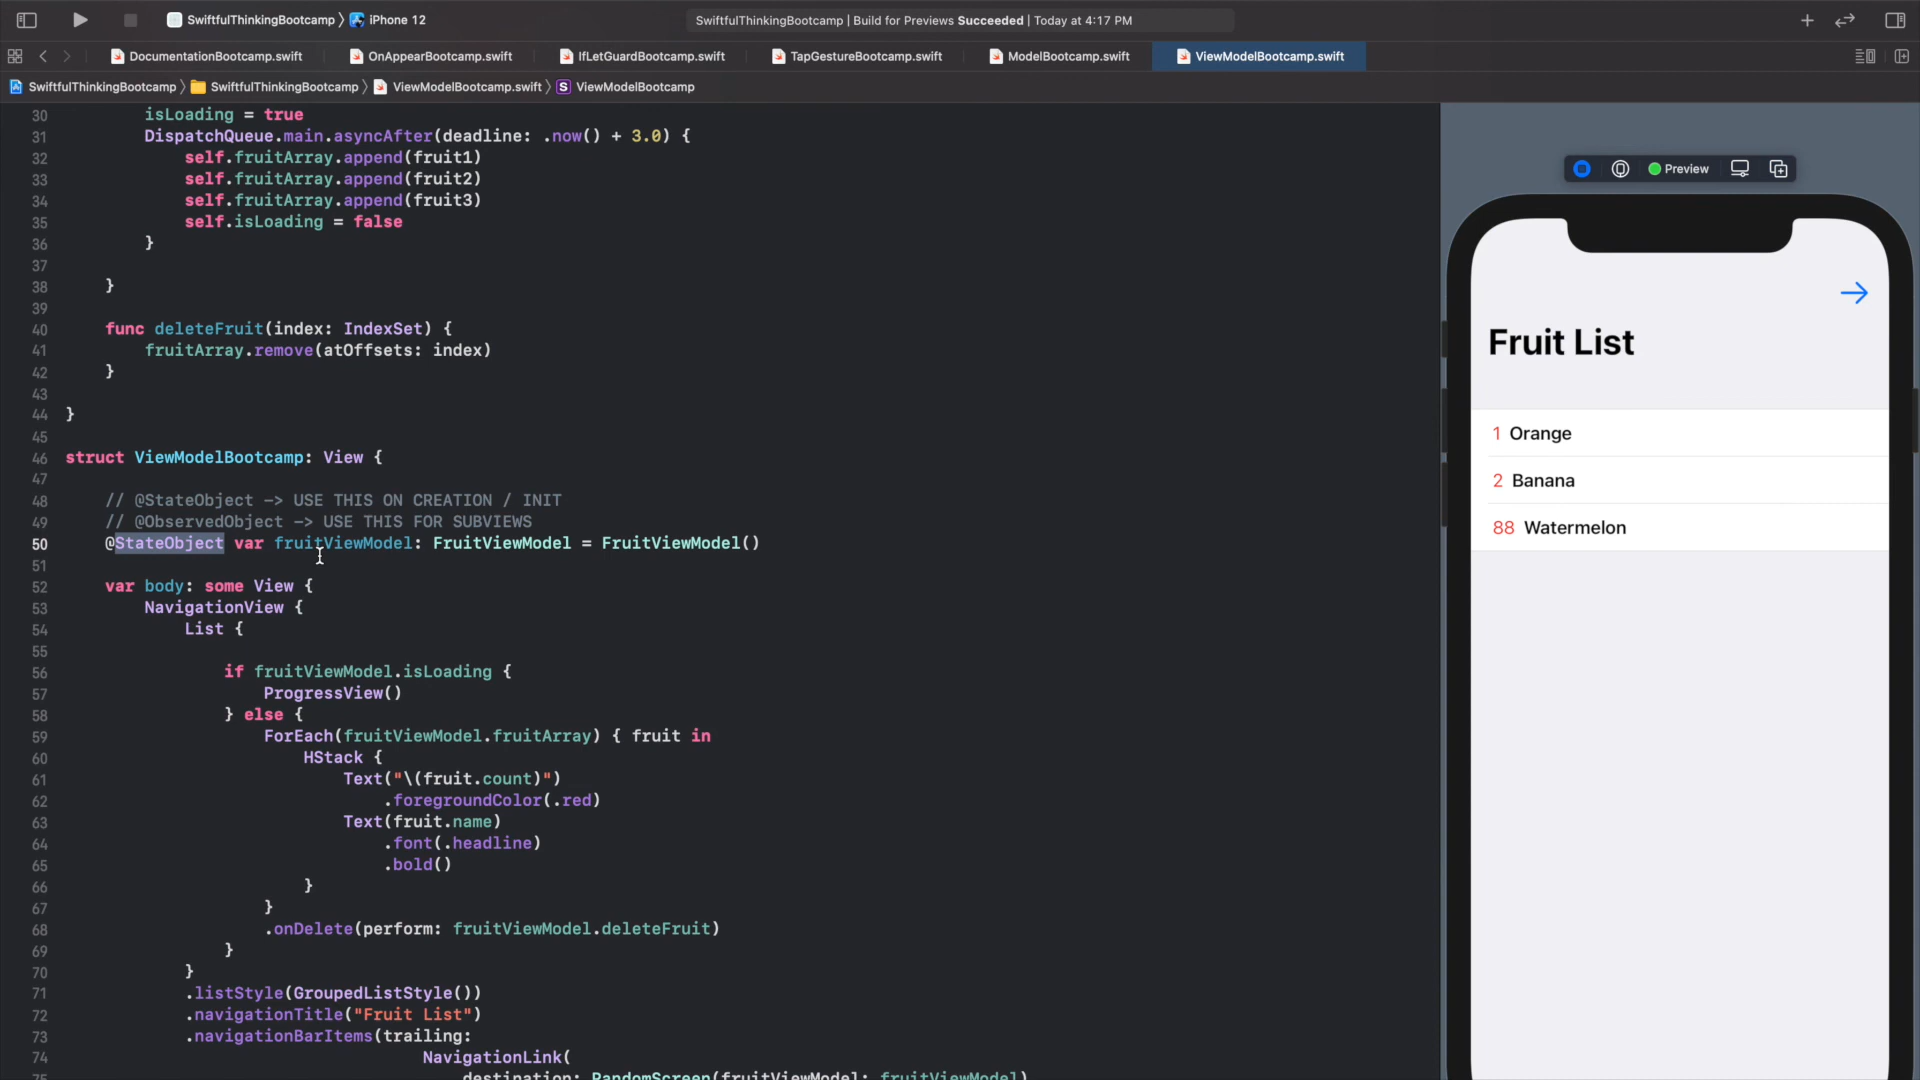 SwiftfulThinkingBootcamp 〉 iPhone 12
SwiftfulThinkingBootcamp | Build for Previews Succeeded | Today at 4:17 PM
DocumentationBootcamp.swift
OnAppearBootcamp.swift
IfLetGuardBootcamp.swift
TapGestureBootcamp.swift
ModelBootcamp.swift
ViewModelBootcamp.swift
SwiftfulThinkingBootcamp 〉 SwiftfulThinkingBootcamp 〉 ViewModelBootcamp.swift 〉 S ViewModelBootcamp
30 isLoading = true
31 DispatchQueue.main.asyncAfter(deadline: .now() + 3.0) {
32 self.fruitArray.append(fruit1)
33 self.fruitArray.append(fruit2)
34 self.fruitArray.append(fruit3)
35 self.isLoading = false
36 }
37
38 }
39
40 func deleteFruit(index: IndexSet) {
41 fruitArray.remove(atOffsets: index)
42 }
43
44 }
45
46 struct ViewModelBootcamp: View {
47
48 // @StateObject -> USE THIS ON CREATION / INIT
49 // @ObservedObject -> USE THIS FOR SUBVIEWS
50 @StateObject var fruitViewModel: FruitViewModel = FruitViewModel()
51
52 var body: some View {
53 NavigationView {
54 List {
55
56 if fruitViewModel.isLoading {
57 ProgressView()
58 } else {
59 ForEach(fruitViewModel.fruitArray) { fruit in
60 HStack {
61 Text("\(fruit.count)")
62 .foregroundColor(.red)
63 Text(fruit.name)
64 .font(.headline)
65 .bold()
66 }
67 }
68 .onDelete(perform: fruitViewModel.deleteFruit)
69 }
70 }
71 .listStyle(GroupedListStyle())
72 .navigationTitle("Fruit List")
73 .navigationBarItems(trailing:
74 NavigationLink(
75 destination: RandomScreen(fruitViewModel: fruitViewModel)
Preview
Fruit List
1 Orange
2 Banana
88 Watermelon